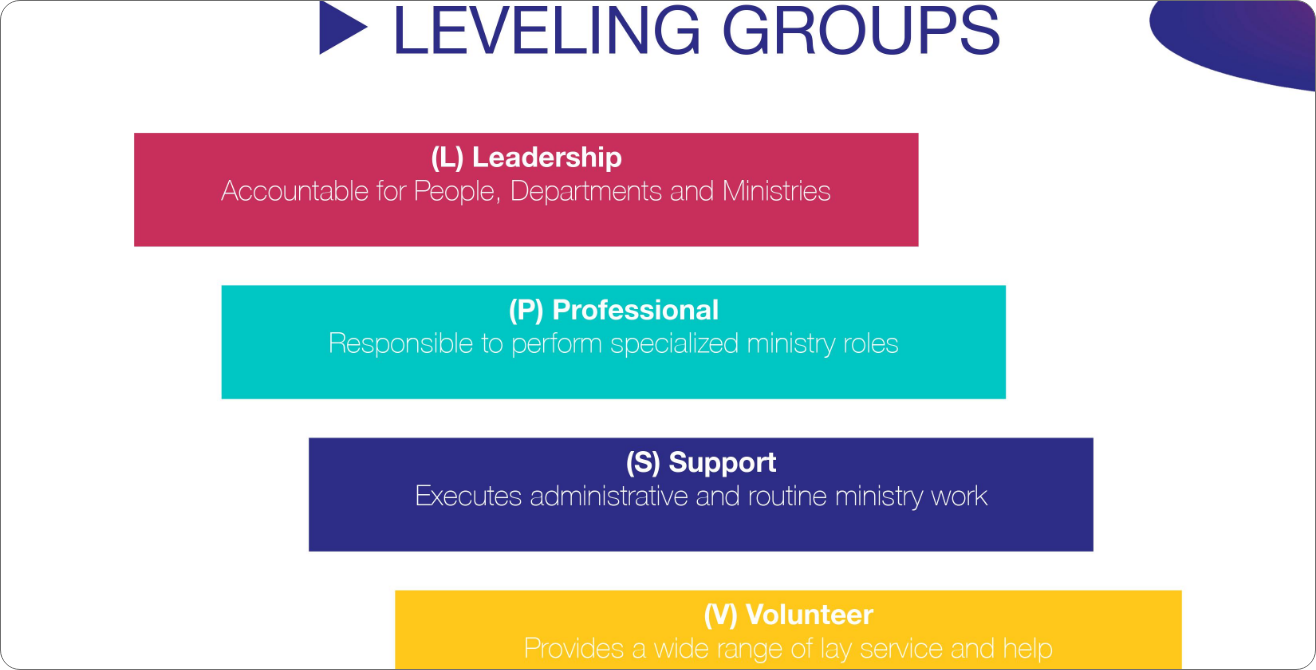 LEVELING GROUPS
(L) Leadership
Accountable for People, Departments and Ministries
(P) Professional
Responsible to perform specialized ministry roles
(S) Support
Executes administrative and routine ministry work
(V) Volunteer
Provides a wide range of lay service and help